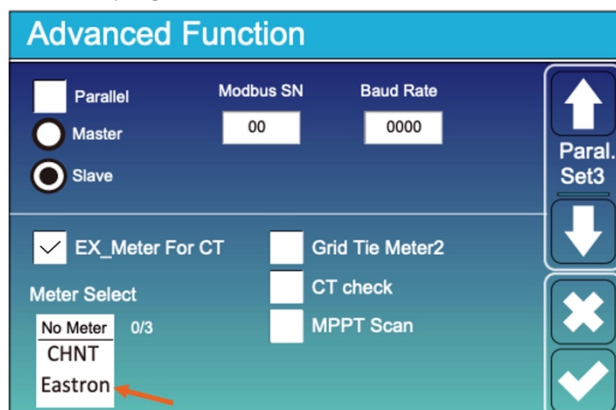 Advanced Function
Parallel
Modbus SN
Baud Rate
Master
00
0000
Slave
Paral.
Set3
EX_Meter For CT
Grid Tie Meter2
Meter Select
CT check
No Meter
0/3
MPPT Scan
CHNT
Eastron